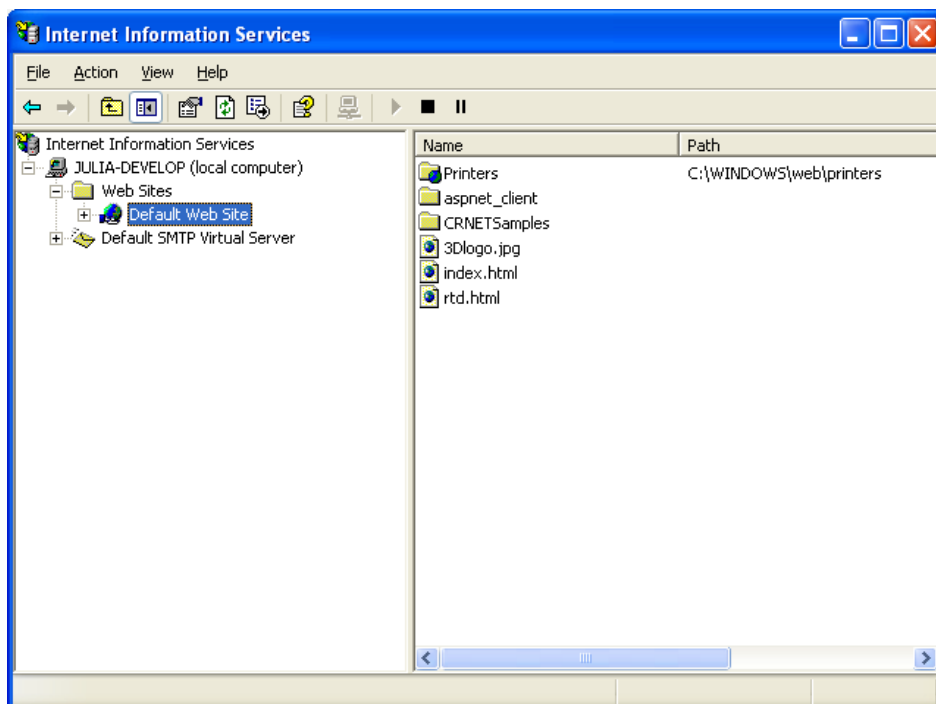 Internet Information Services
File Action View Help
Internet Information Services
JULIA-DEVELOP (local computer)
Web Sites
Default Web Site
Default SMTP Virtual Server
Name Path
Printers C:\WINDOWS\web\printers
aspnet_client
CRNETSamples
3Dlogo.jpg
index.html
rtd.html